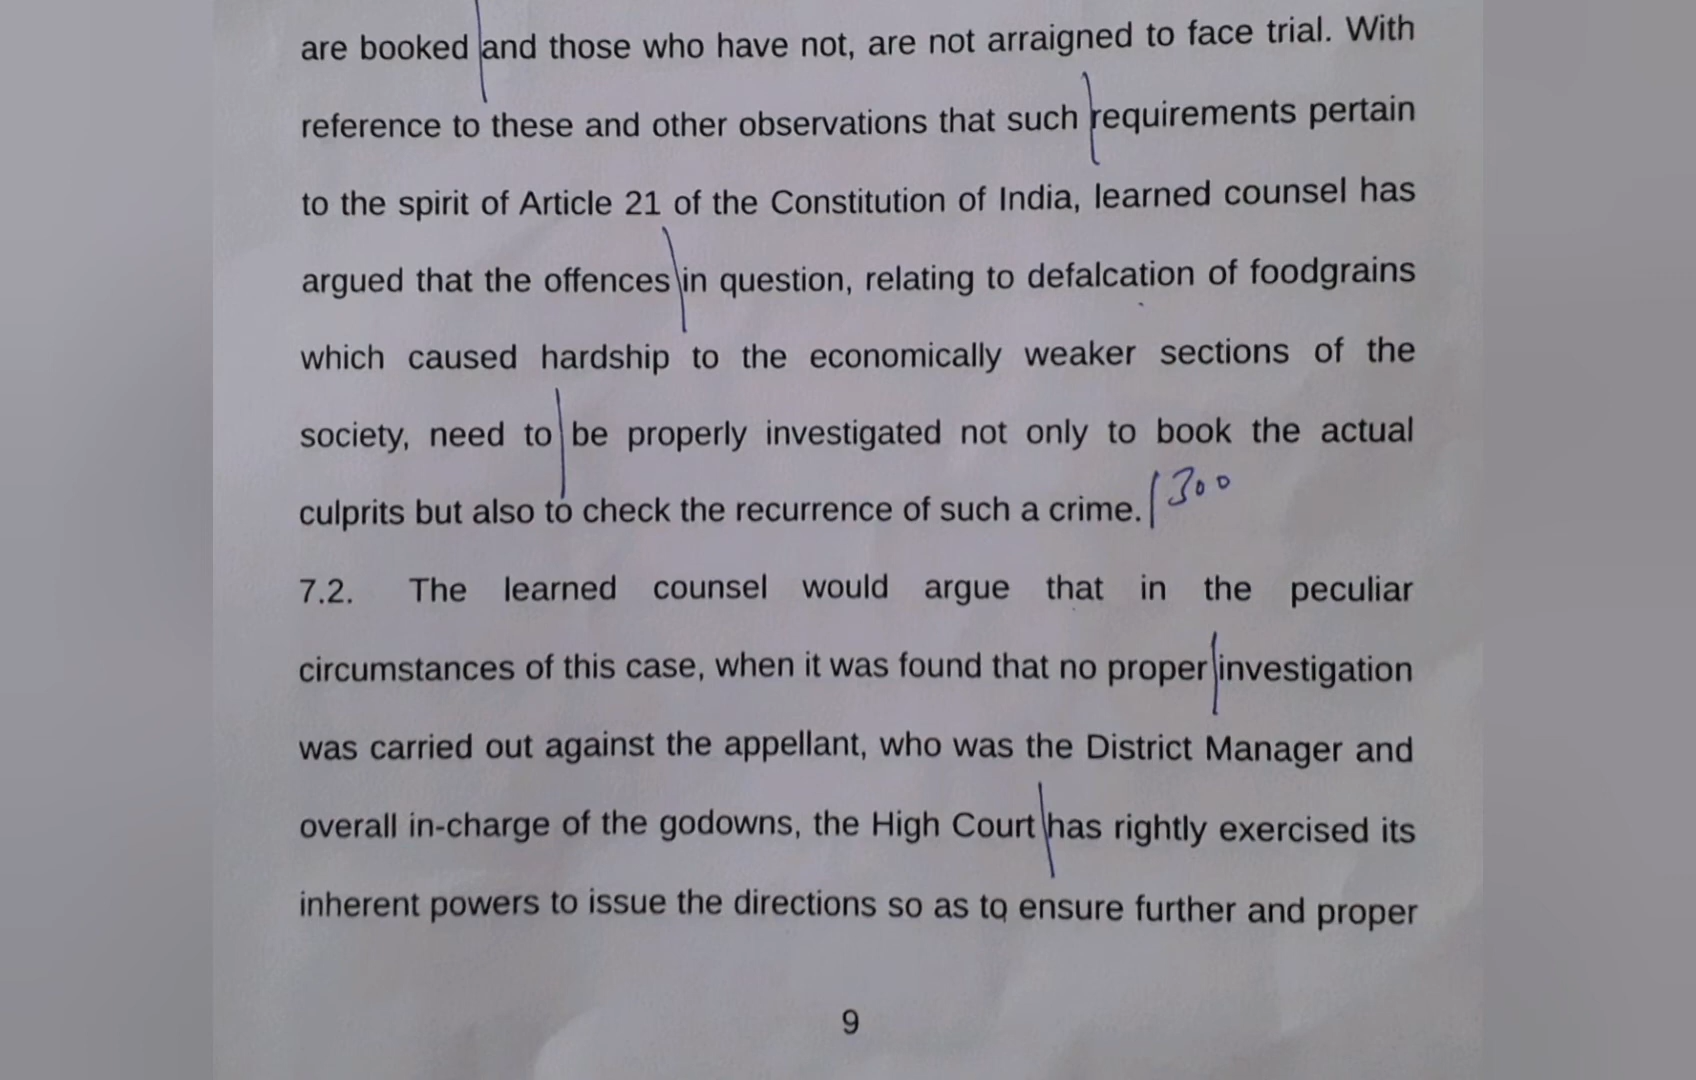 are booked and those who have not, are not arraigned to face trial. With
reference to these and other observations that such requirements pertain
to the spirit of Article 21 of the Constitution of India, learned counsel has
argued that the offences in question, relating to defalcation of foodgrains
which caused hardship to the economically weaker sections of the
society, need to be properly investigated not only to book the actual
culprits but also to check the recurrence of such a crime. 300
7.2. The learned counsel would argue that in the peculiar
circumstances of this case, when it was found that no proper investigation
was carried out against the appellant, who was the District Manager and
overall in-charge of the godowns, the High Court has rightly exercised its
inherent powers to issue the directions so as to ensure further and proper
9